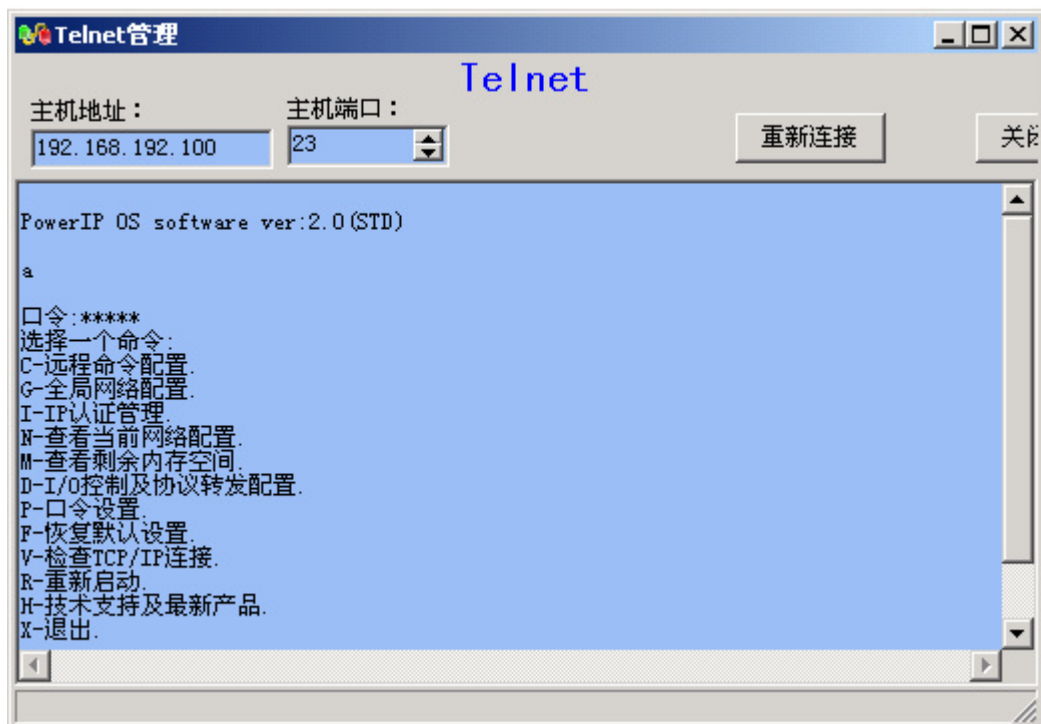 Telnet管理
Telnet
主机地址： 主机端口：
192.168.192.100 23 重新连接 关闭
PowerIP OS software ver:2.0(STD)
a
口令:*****
选择一个命令:
C-远程命令配置.
G-全局网络配置.
I-IP认证管理.
N-查看当前网络配置.
M-查看剩余内存空间.
D-I/O控制及协议转发配置.
P-口令设置.
F-恢复默认设置.
V-检查TCP/IP连接.
R-重新启动.
H-技术支持及最新产品.
X-退出.